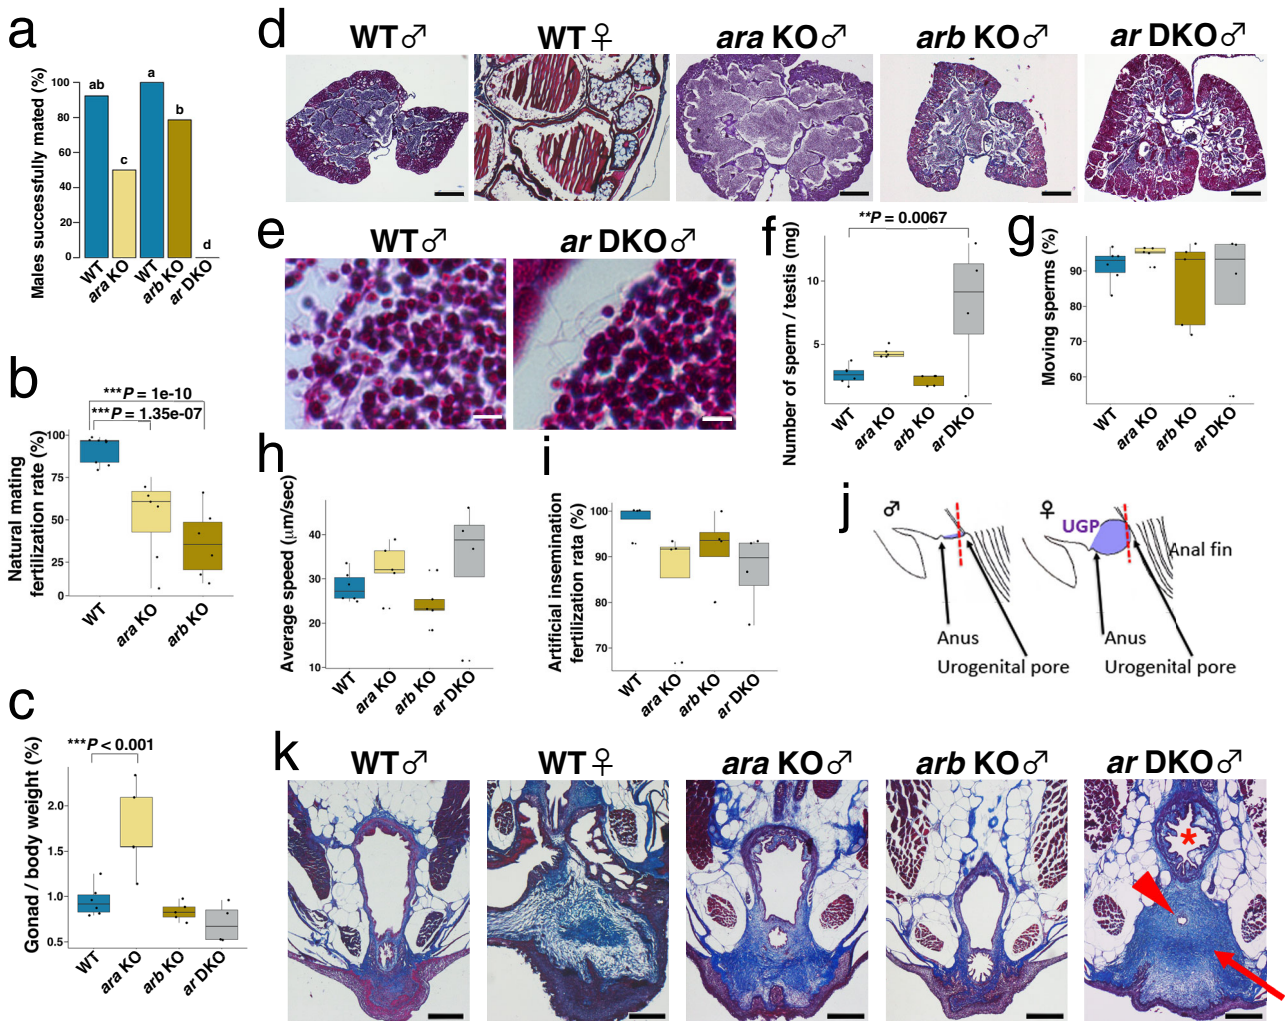 a
Males successfully mated (%)
100
80
60
40
20
0
ab
c
a
b
d
WT
ara KO
WT
arb KO
ar DKO
b
***P = 1e-10
***P = 1.35e-07
Natural mating
fertilization rate (%)
100
75
50
25
0
WT
ara KO
arb KO
c
***P < 0.001
Gonad / body weight (%)
2.0
1.5
1.0
0.5
WT
ara KO
arb KO
ar DKO
d
WT♂
WT♀
ara KO♂
arb KO♂
ar DKO♂
e
WT♂
ar DKO♂
f
**P = 0.0067
Number of sperm / testis (mg)
10
5
WT
ara KO
arb KO
ar DKO
g
Moving sperms (%)
90
80
70
60
WT
ara KO
arb KO
ar DKO
h
Average speed (μm/sec)
40
30
20
10
WT
ara KO
arb KO
ar DKO
i
Artificial insemination
fertilization rata (%)
100
90
80
70
WT
ara KO
arb KO
ar DKO
j
♂
Anus
Urogenital pore
♀
UGP
Anal fin
Anus
Urogenital pore
k
WT♂
WT♀
ara KO♂
arb KO♂
ar DKO♂
*